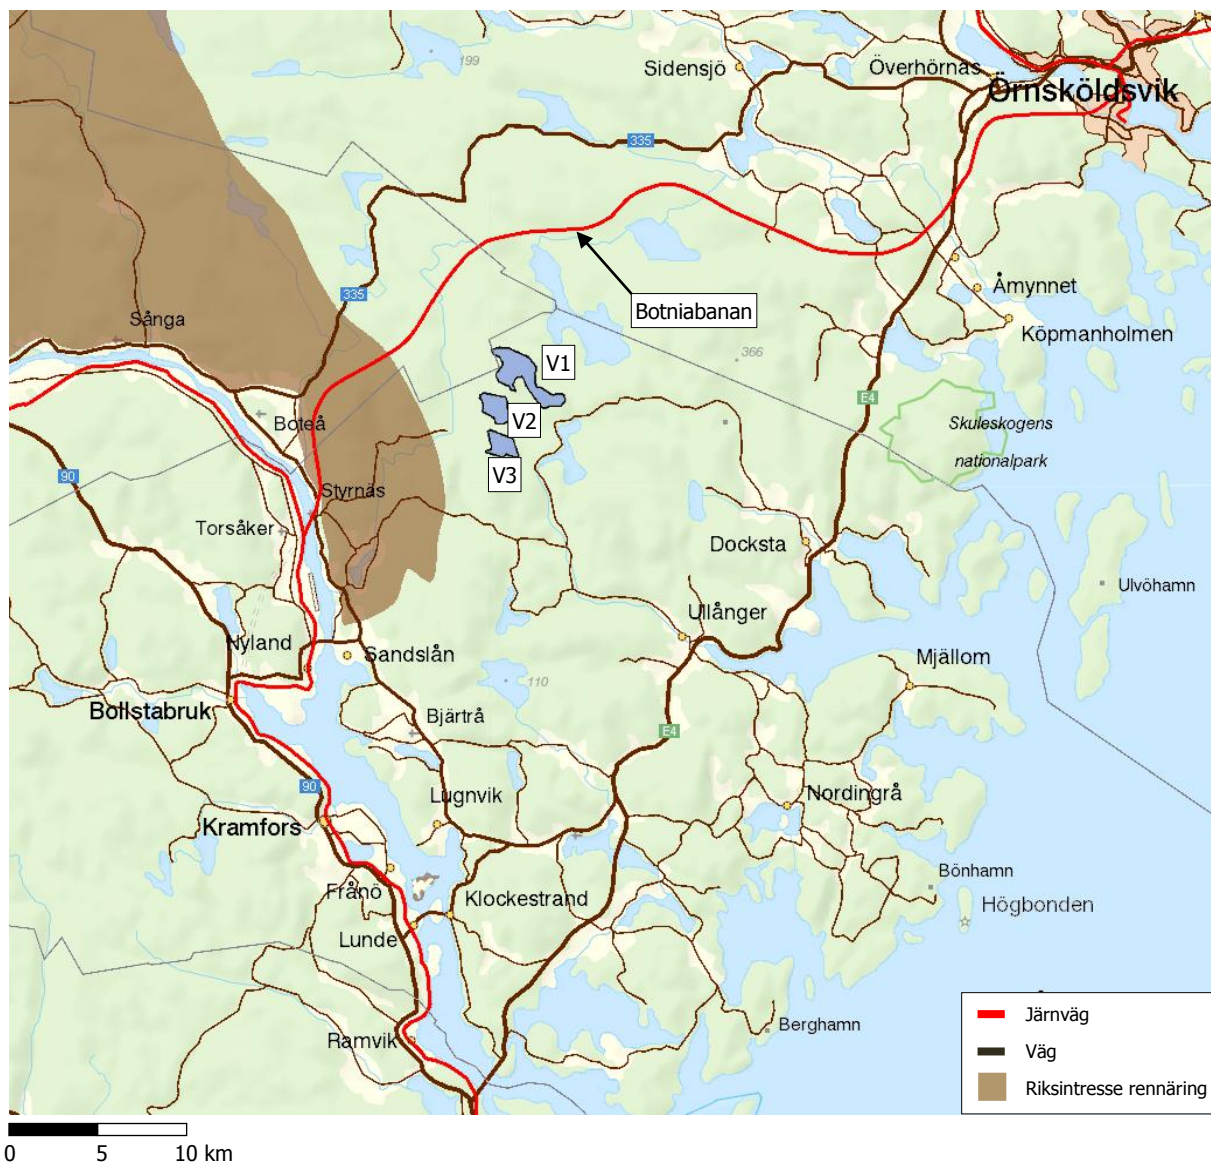 199
Sidensjö
Överhörnäs
Örnsköldsvik
335
335
Botniabanan
Åmynnet
Köpmanholmen
Sånga
V1
366
V2
V3
E4
Skuleskogens
nationalpark
Boteå
90
Styrnäs
Torsåker
Docksta
Ulvöhamn
Ullånger
Nyland
Sandslån
Mjällom
110
Bollstabruk
Bjärtrå
E4
90
Lugnvik
Nordingrå
Kramfors
Bönhamn
Frånö
Klockestrand
Högbonden
Lunde
Berghamn
Ramvik
Järnväg
Väg
Riksintresse rennäring
0 5 10 km